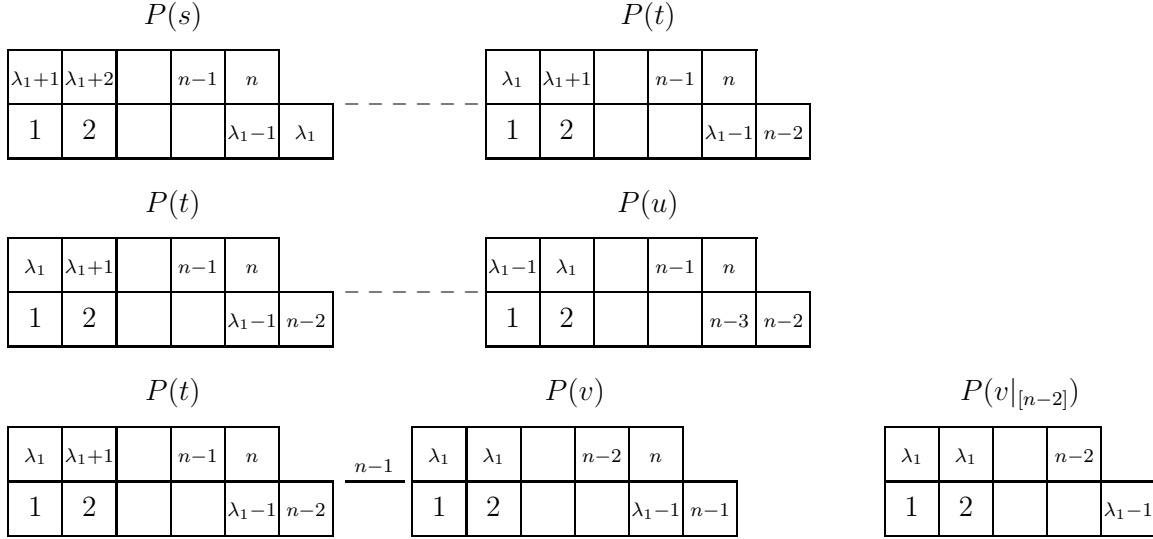 P(s) P(t)
λ₁+1 λ₁+2 n−1 n λ₁ λ₁+1 n−1 n
1 2 λ₁−1 λ₁ 1 2 λ₁−1 n−2
P(t) P(u)
λ₁ λ₁+1 n−1 n λ₁−1 λ₁ n−1 n
1 2 λ₁−1 n−2 1 2 n−3 n−2
P(t) P(v) P(v|[n−2])
λ₁ λ₁+1 n−1 n n−1 λ₁ λ₁ n−2 n λ₁ λ₁ n−2
1 2 λ₁−1 n−2 1 2 λ₁−1 n−1 1 2 λ₁−1